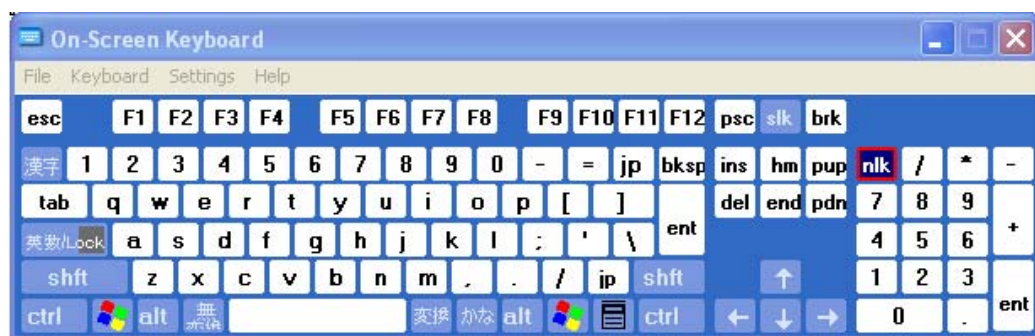 On-Screen Keyboard
File Keyboard Settings Help
esc F1 F2 F3 F4 F5 F6 F7 F8 F9 F10 F11 F12 psc slk brk
漢字 1 2 3 4 5 6 7 8 9 0 - = jp bksp ins hm pup nlk / * -
tab q w e r t y u i o p [ ] ent del end pdn 7 8 9 +
英数/Lock a s d f g h j k l ; ' \ 4 5 6
shft z x c v b n m , . / jp shft ↑ 1 2 3 ent
ctrl alt 無変換 変換 かな alt ctrl ← ↓ → 0 .